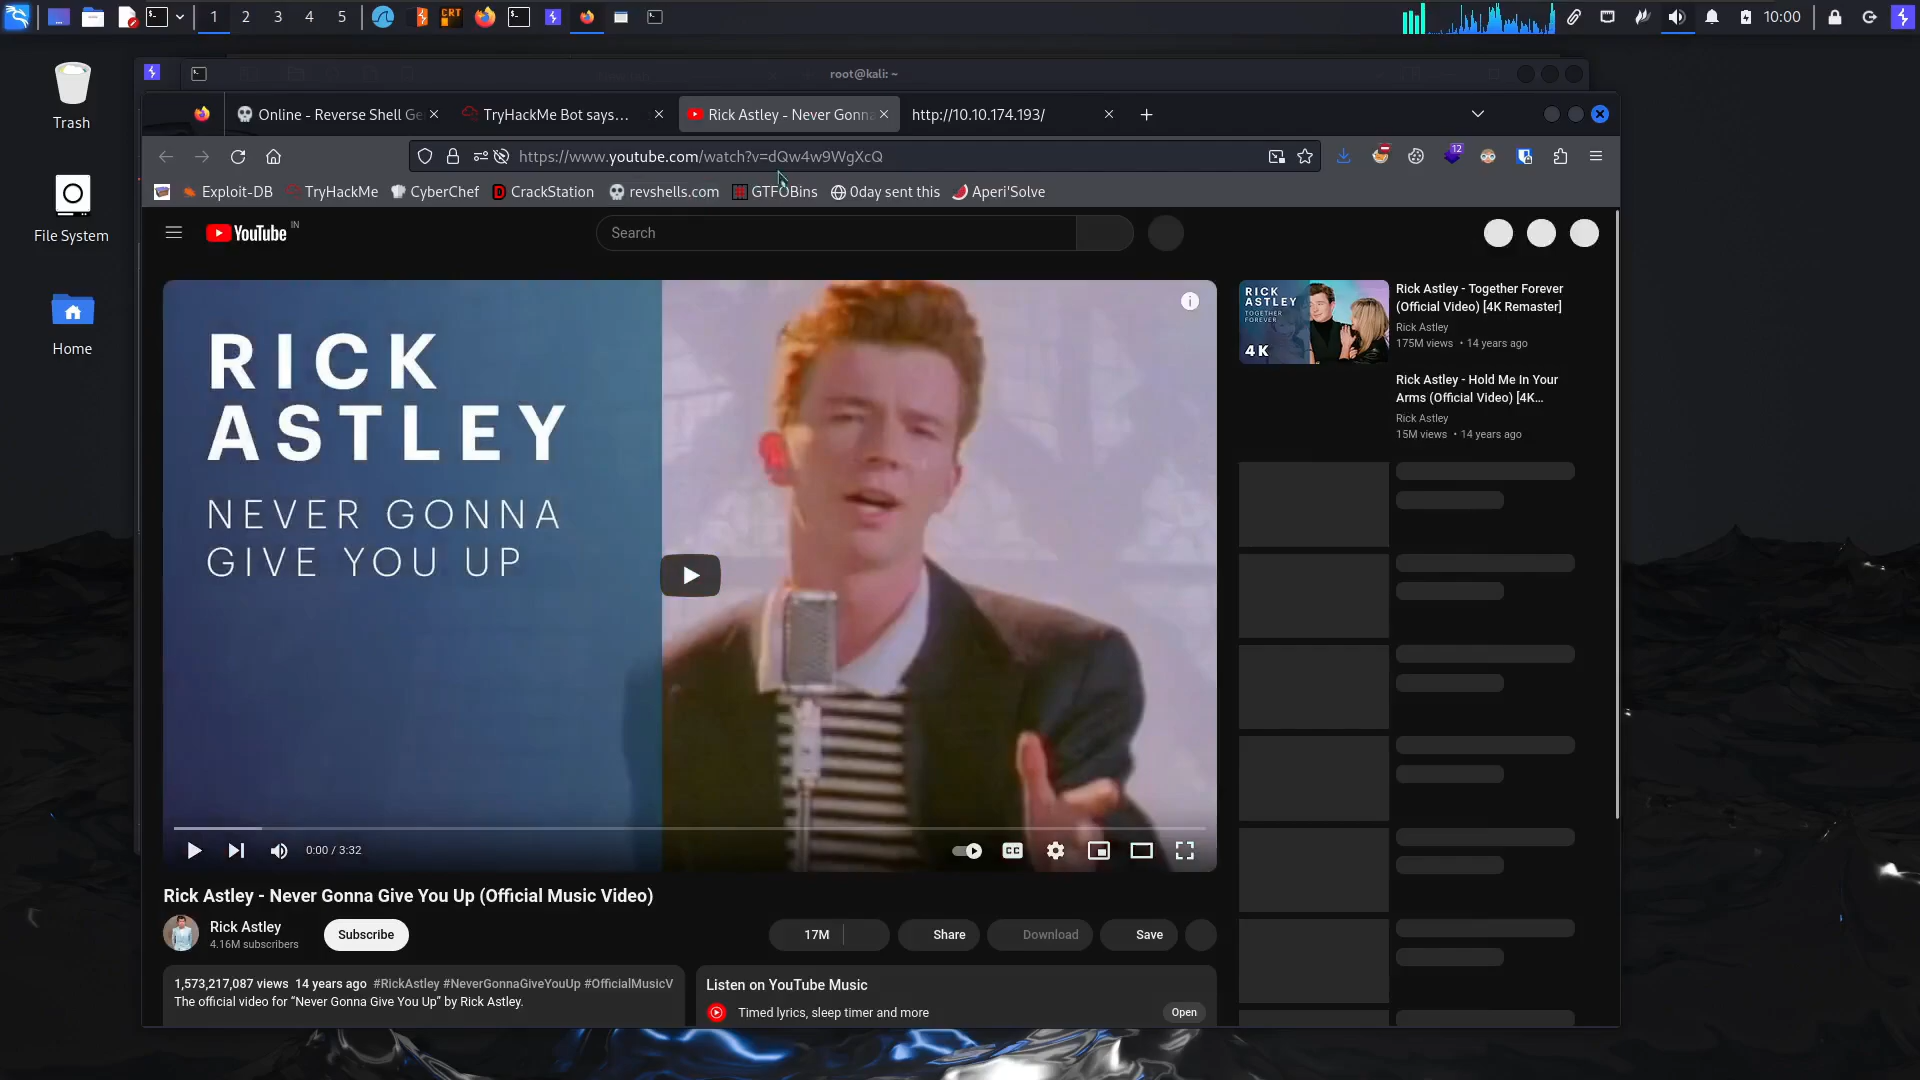 1 2 3 4 5
CRT
10:00
root@kali: ~
Online - Reverse Shell Ge
TryHackMe Bot says...
Rick Astley - Never Gonna
http://10.10.174.193/
https://www.youtube.com/watch?v=dQw4w9WgXcQ
12
Exploit-DB
TryHackMe
CyberChef
CrackStation
revshells.com
GTFOBins
0day sent this
Aperi'Solve
Trash
File System
Home
YouTube IN
Search
RICK
ASTLEY
NEVER GONNA
GIVE YOU UP
0:00 / 3:32
CC
RICK
ASTLEY
TOGETHER
FOREVER
4K
Rick Astley - Together Forever
(Official Video) [4K Remaster]
Rick Astley
175M views • 14 years ago
Rick Astley - Hold Me In Your
Arms (Official Video) [4K...
Rick Astley
15M views • 14 years ago
Rick Astley - Never Gonna Give You Up (Official Music Video)
Rick Astley
4.16M subscribers
Subscribe
17M
Share
Download
Save
1,573,217,087 views 14 years ago #RickAstley #NeverGonnaGiveYouUp #OfficialMusicV
The official video for “Never Gonna Give You Up” by Rick Astley.
Listen on YouTube Music
Timed lyrics, sleep timer and more
Open